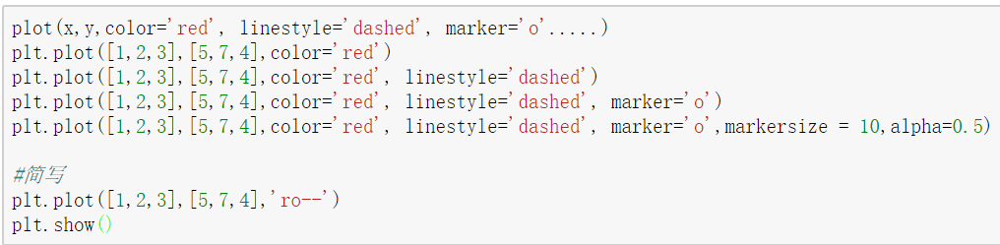 plot(x,y,color='red', linestyle='dashed', marker='o'.....)
plt.plot([1,2,3],[5,7,4],color='red')
plt.plot([1,2,3],[5,7,4],color='red', linestyle='dashed')
plt.plot([1,2,3],[5,7,4],color='red', linestyle='dashed', marker='o')
plt.plot([1,2,3],[5,7,4],color='red', linestyle='dashed', marker='o',markersize = 10,alpha=0.5)
#简写
plt.plot([1,2,3],[5,7,4],'ro--')
plt.show()